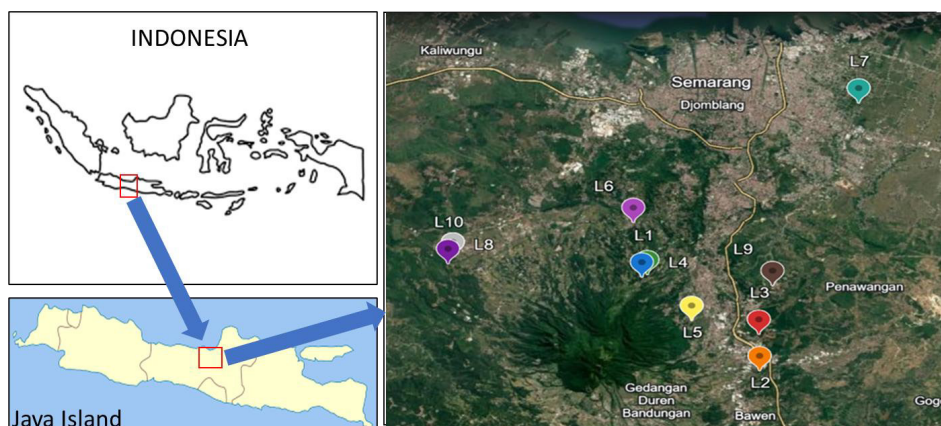 INDONESIA
Java Island
Kaliwungu
Semarang
Djomblang
L7
L6
L10
L8
L1
L4
L9
L3
Penawangan
L5
L2
Gedangan
Duren
Bandungan
Bawen